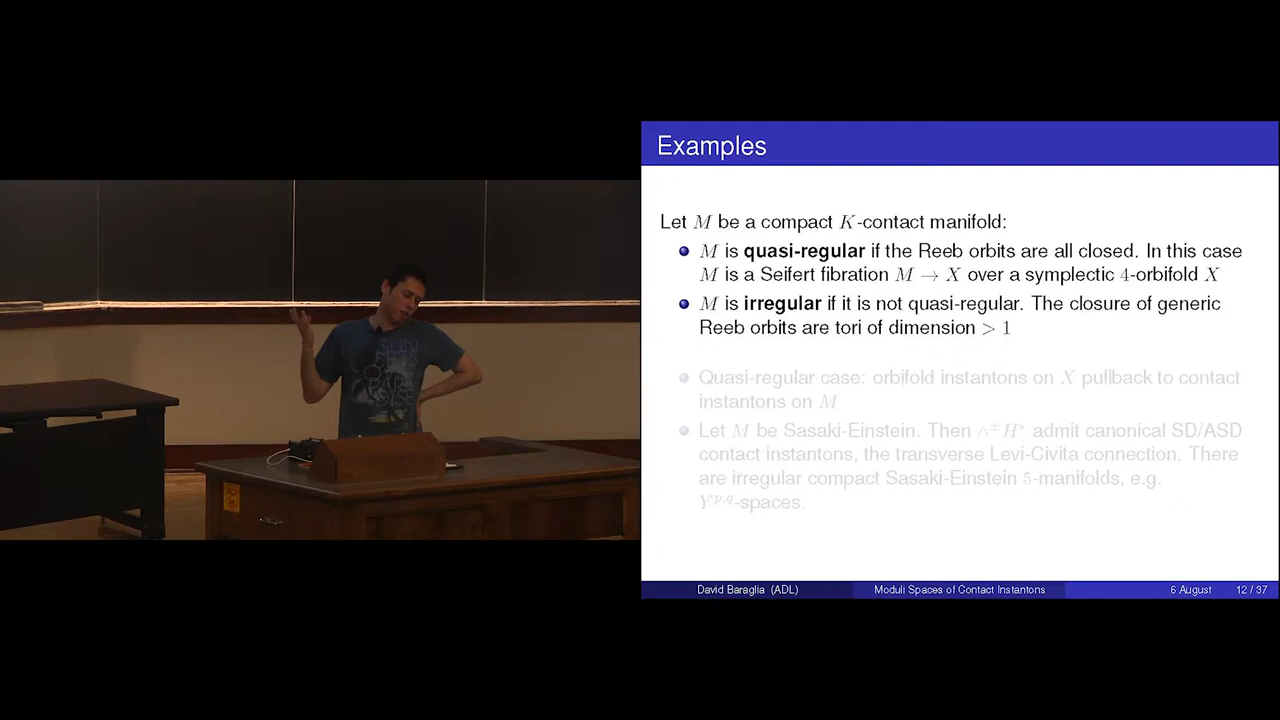 Examples
Let M be a compact K-contact manifold:
M is quasi-regular if the Reeb orbits are all closed. In this case
M is a Seifert fibration M → X over a symplectic 4-orbifold X
M is irregular if it is not quasi-regular. The closure of generic
Reeb orbits are tori of dimension > 1
Quasi-regular case: orbifold instantons on X pullback to contact
instantons on M
Let M be Sasaki-Einstein. Then ∧±H* admit canonical SD/ASD
contact instantons, the transverse Levi-Civita connection. There
are irregular compact Sasaki-Einstein 5-manifolds, e.g.
Y^{p,q}-spaces.
David Baraglia (ADL) Moduli Spaces of Contact Instantons 6 August 12 / 37
SUN